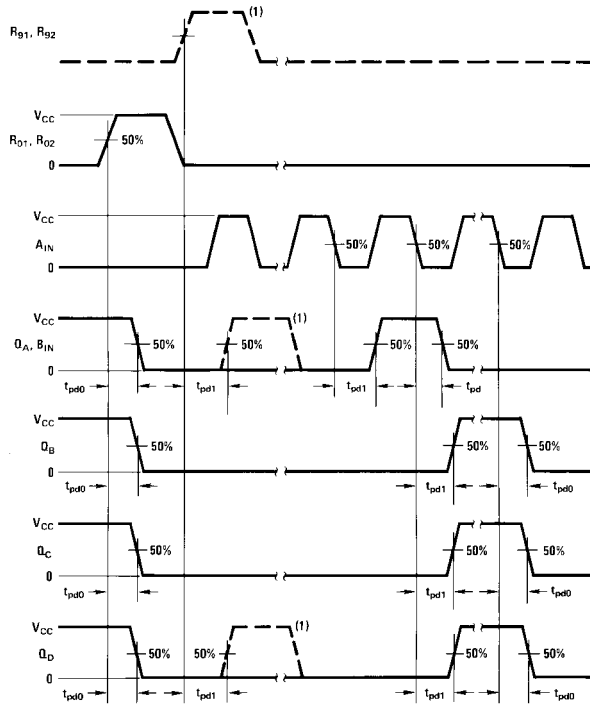 R91, R92
(1)
VCC
R01, R02
50%
0
VCC
AIN
50%
50%
50%
0
VCC
(1)
QA, BIN
50%
50%
50%
50%
0
tpd0
tpd1
tpd1
tpd
VCC
QB
50%
50%
50%
0
tpd0
tpd1
tpd0
VCC
QC
50%
50%
50%
0
tpd0
tpd1
tpd0
VCC
(1)
QD
50%
50%
50%
50%
0
tpd0
tpd1
tpd1
tpd0